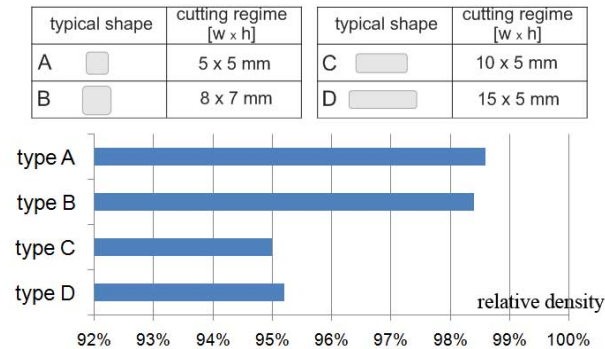 typical shape cutting regime [w x h] typical shape cutting regime [w x h]
A 5 x 5 mm C 10 x 5 mm
B 8 x 7 mm D 15 x 5 mm
type A
type B
type C
type D
relative density
92% 93% 94% 95% 96% 97% 98% 99% 100%